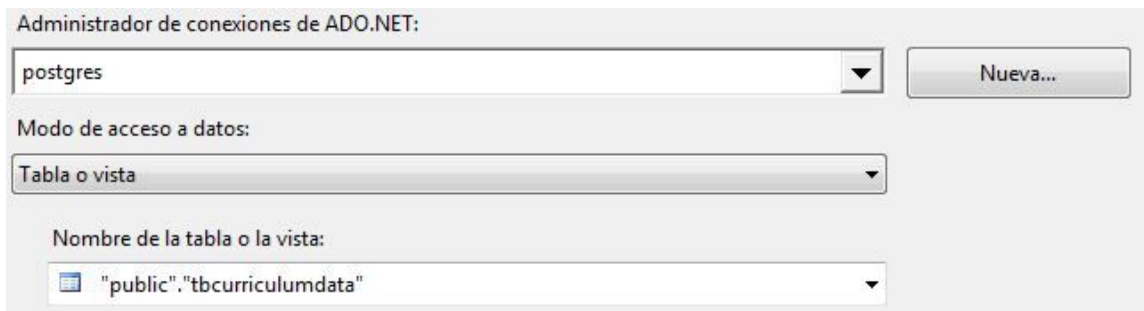 Administrador de conexiones de ADO.NET:
postgres
Nueva...
Modo de acceso a datos:
Tabla o vista
Nombre de la tabla o la vista:
"public"."tbcurriculumdata"